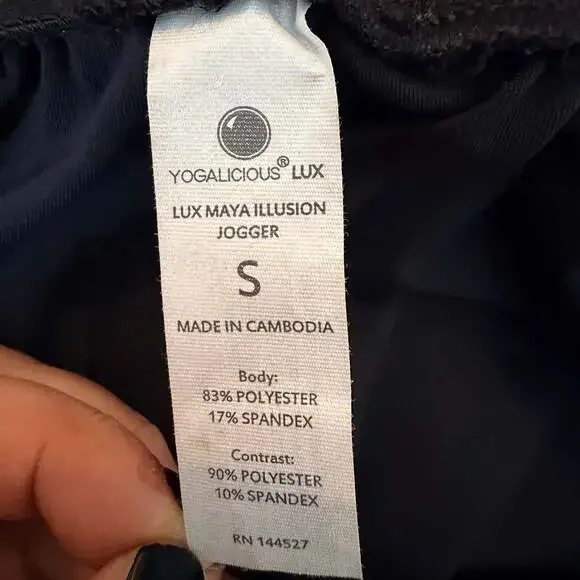 YOGALICIOUS® LUX
LUX MAYA ILLUSION
JOGGER
S
MADE IN CAMBODIA
Body:
83% POLYESTER
17% SPANDEX
Contrast:
90% POLYESTER
10% SPANDEX
RN 144527